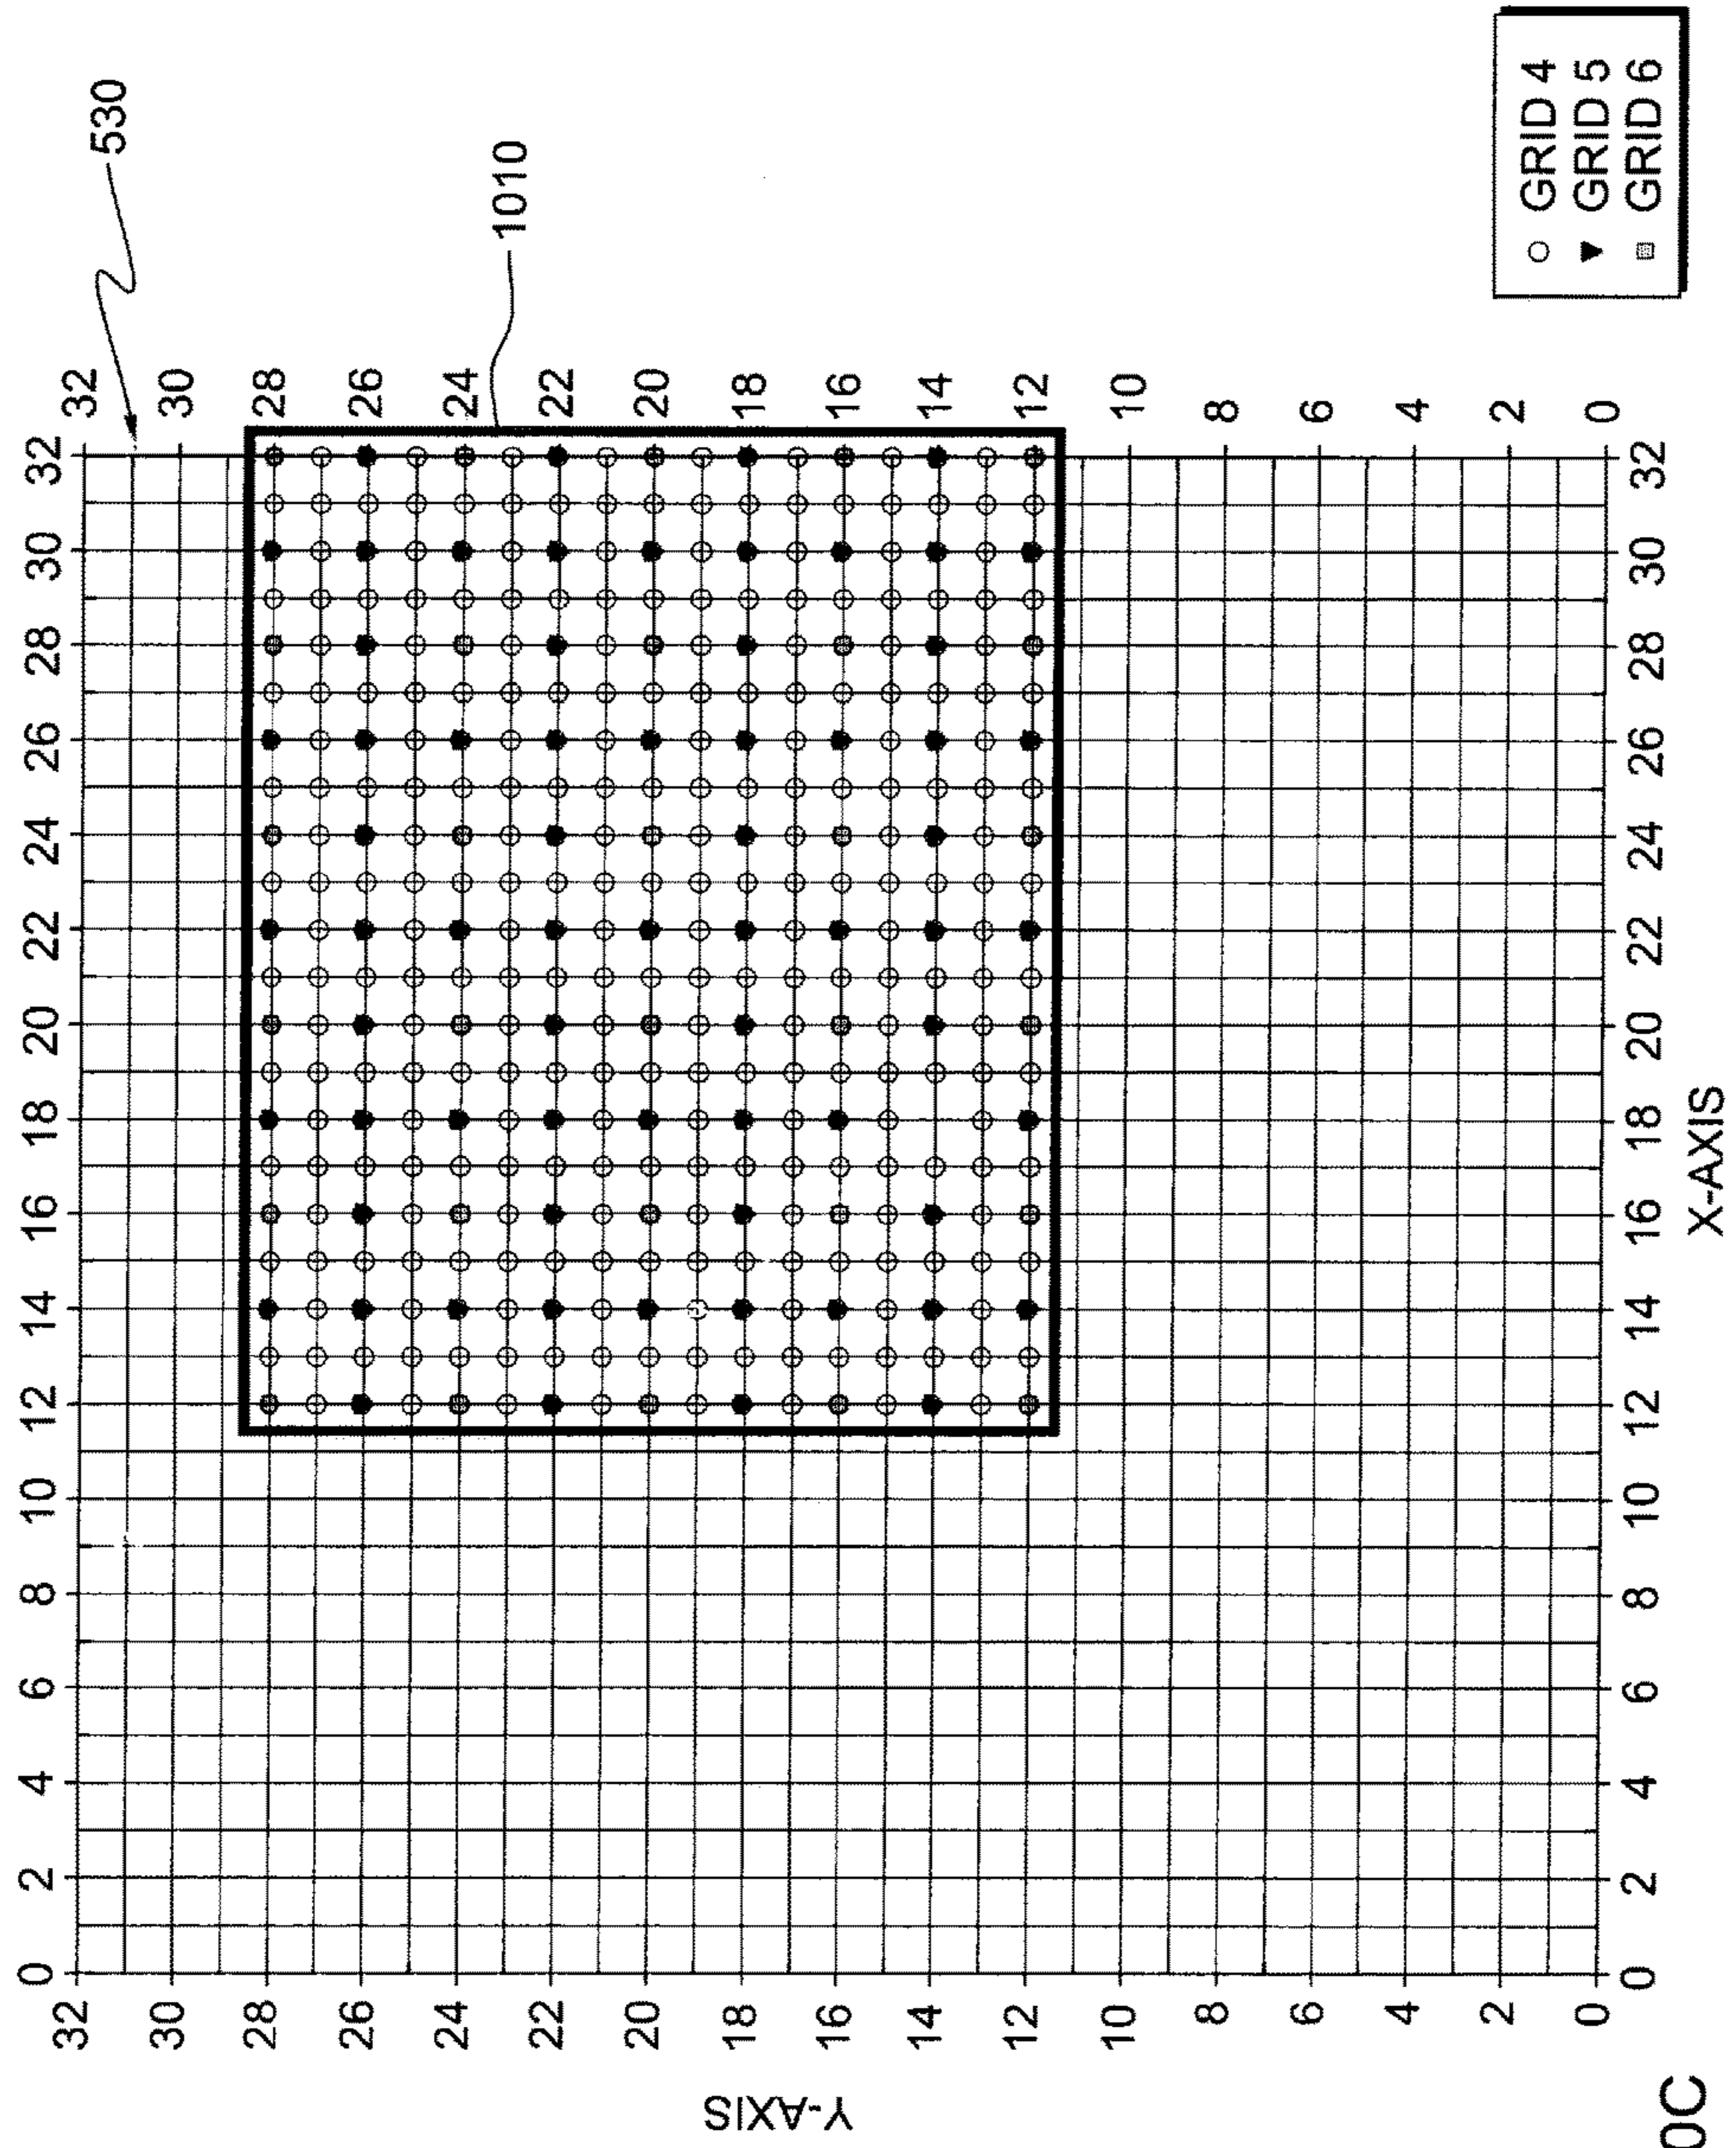 0 2 4 6 8 10 12 14 16 18 20 22 24 26 28 30 32
32 32
30 30
28 28
26 26
24 24
22 22
20 20
18 18
16 16
14 14
12 12
10 10
8 8
6 6
4 4
2 2
0 0
0 2 4 6 8 10 12 14 16 18 20 22 24 26 28 30 32
X-AXIS
Y-AXIS
530
1010
GRID 4
GRID 5
GRID 6
0C